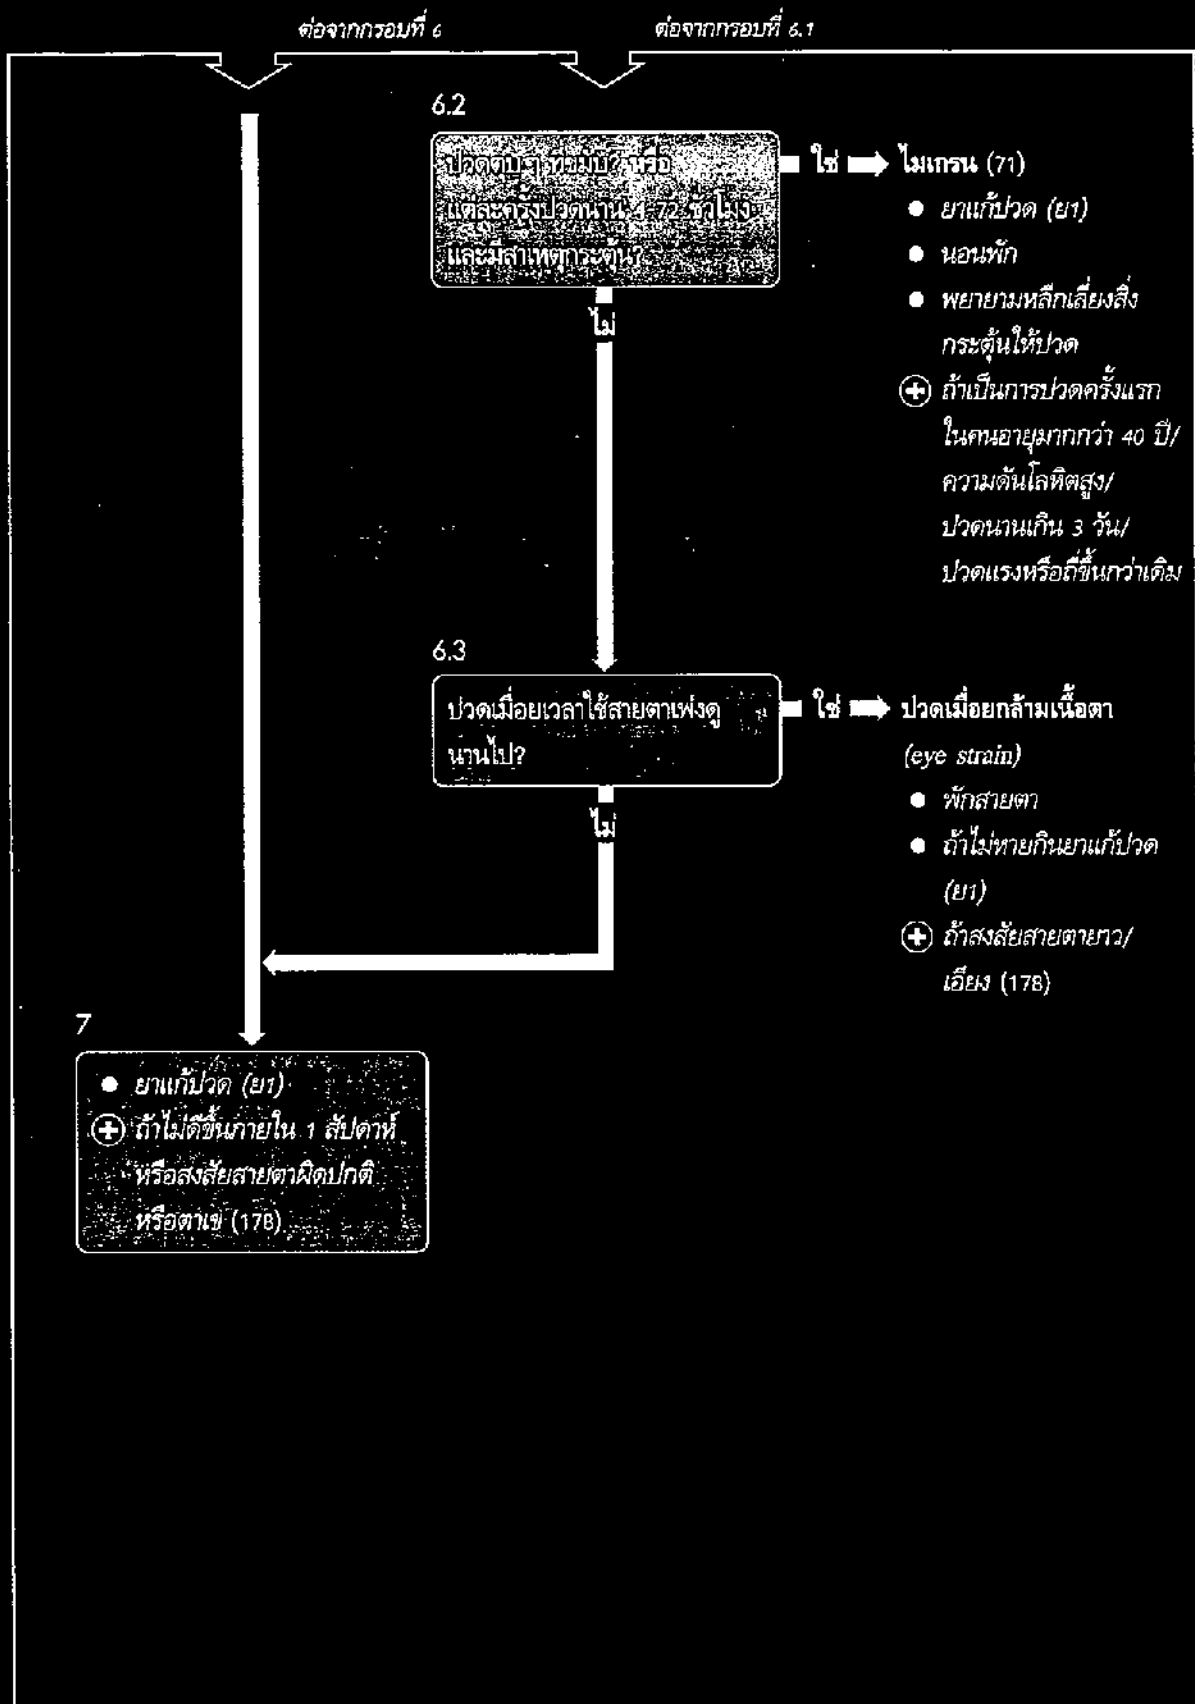 ต่อจากกรอบที่ 6
ต่อจากกรอบที่ 6.1
6.2
ปวดตุบๆ ที่ขมับ? หรือ
แต่ละครั้งปวดนาน 4-72 ชั่วโมง
และมีสาเหตุกระตุ้น?
ใช่
ไมเกรน (71)
● ยาแก้ปวด (ย1)
● นอนพัก
● พยายามหลีกเลี่ยงสิ่ง
กระตุ้นให้ปวด
⊕ ถ้าเป็นการปวดครั้งแรก
ในคนอายุมากกว่า 40 ปี/
ความดันโลหิตสูง/
ปวดนานเกิน 3 วัน/
ปวดแรงหรือถี่ขึ้นกว่าเดิม
ไม่
6.3
ปวดเมื่อยเวลาใช้สายตาเพ่งดู
นานไป?
ใช่
ปวดเมื่อยกล้ามเนื้อตา
(eye strain)
● พักสายตา
● ถ้าไม่หายกินยาแก้ปวด
(ย1)
⊕ ถ้าสงสัยสายตายาว/
เอียง (178)
ไม่
7
● ยาแก้ปวด (ย1)
⊕ ถ้าไม่ดีขึ้นภายใน 1 สัปดาห์
หรือสงสัยสายตาผิดปกติ
หรือตาเข (178)